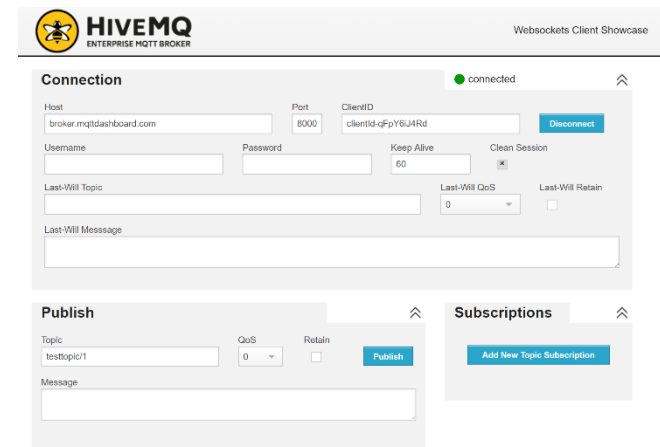 HIVEMQ
ENTERPRISE MQTT BROKER
Websockets Client Showcase
Connection
connected
Host
Port
ClientID
broker.mqttdashboard.com
8000
clientId-qFpY6iJ4Rd
Disconnect
Username
Password
Keep Alive
Clean Session
60
Last-Will Topic
Last-Will QoS
Last-Will Retain
0
Last-Will Messsage
Publish
Subscriptions
Topic
QoS
Retain
testtopic/1
0
Publish
Add New Topic Subscription
Message